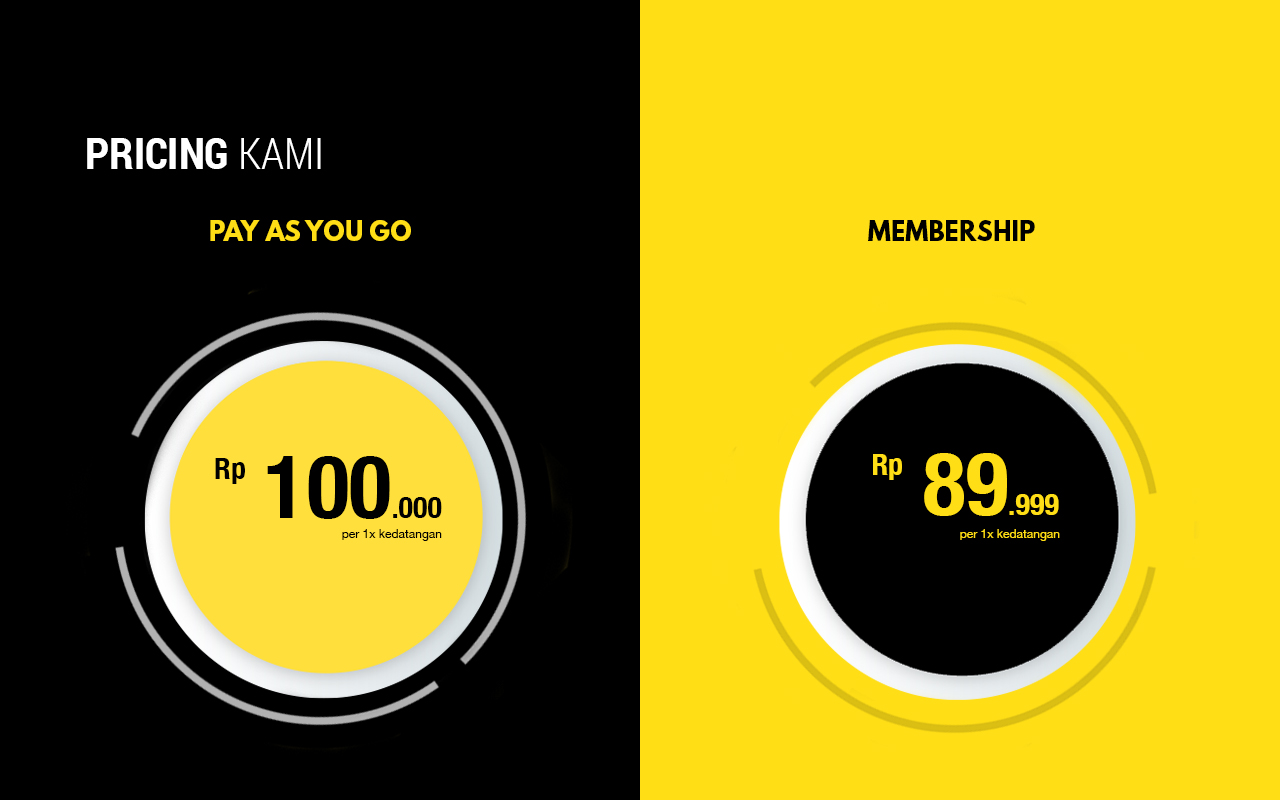 PRICING KAMI
PAY AS YOU GO
Rp 100.000
per 1x kedatangan
MEMBERSHIP
Rp 89.999
per 1x kedatangan